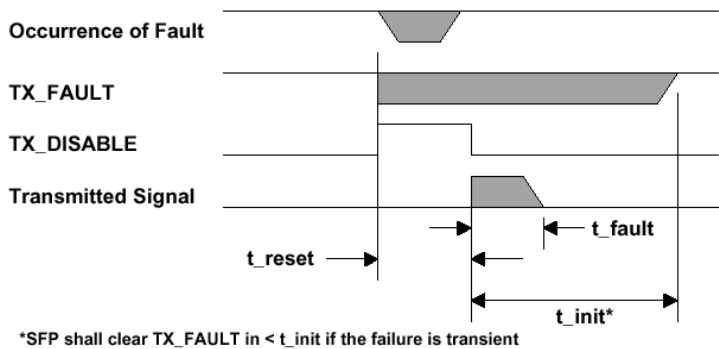 Occurrence of Fault
TX_FAULT
TX_DISABLE
Transmitted Signal
t_fault
t_reset
t_init*
*SFP shall clear TX_FAULT in < t_init if the failure is transient